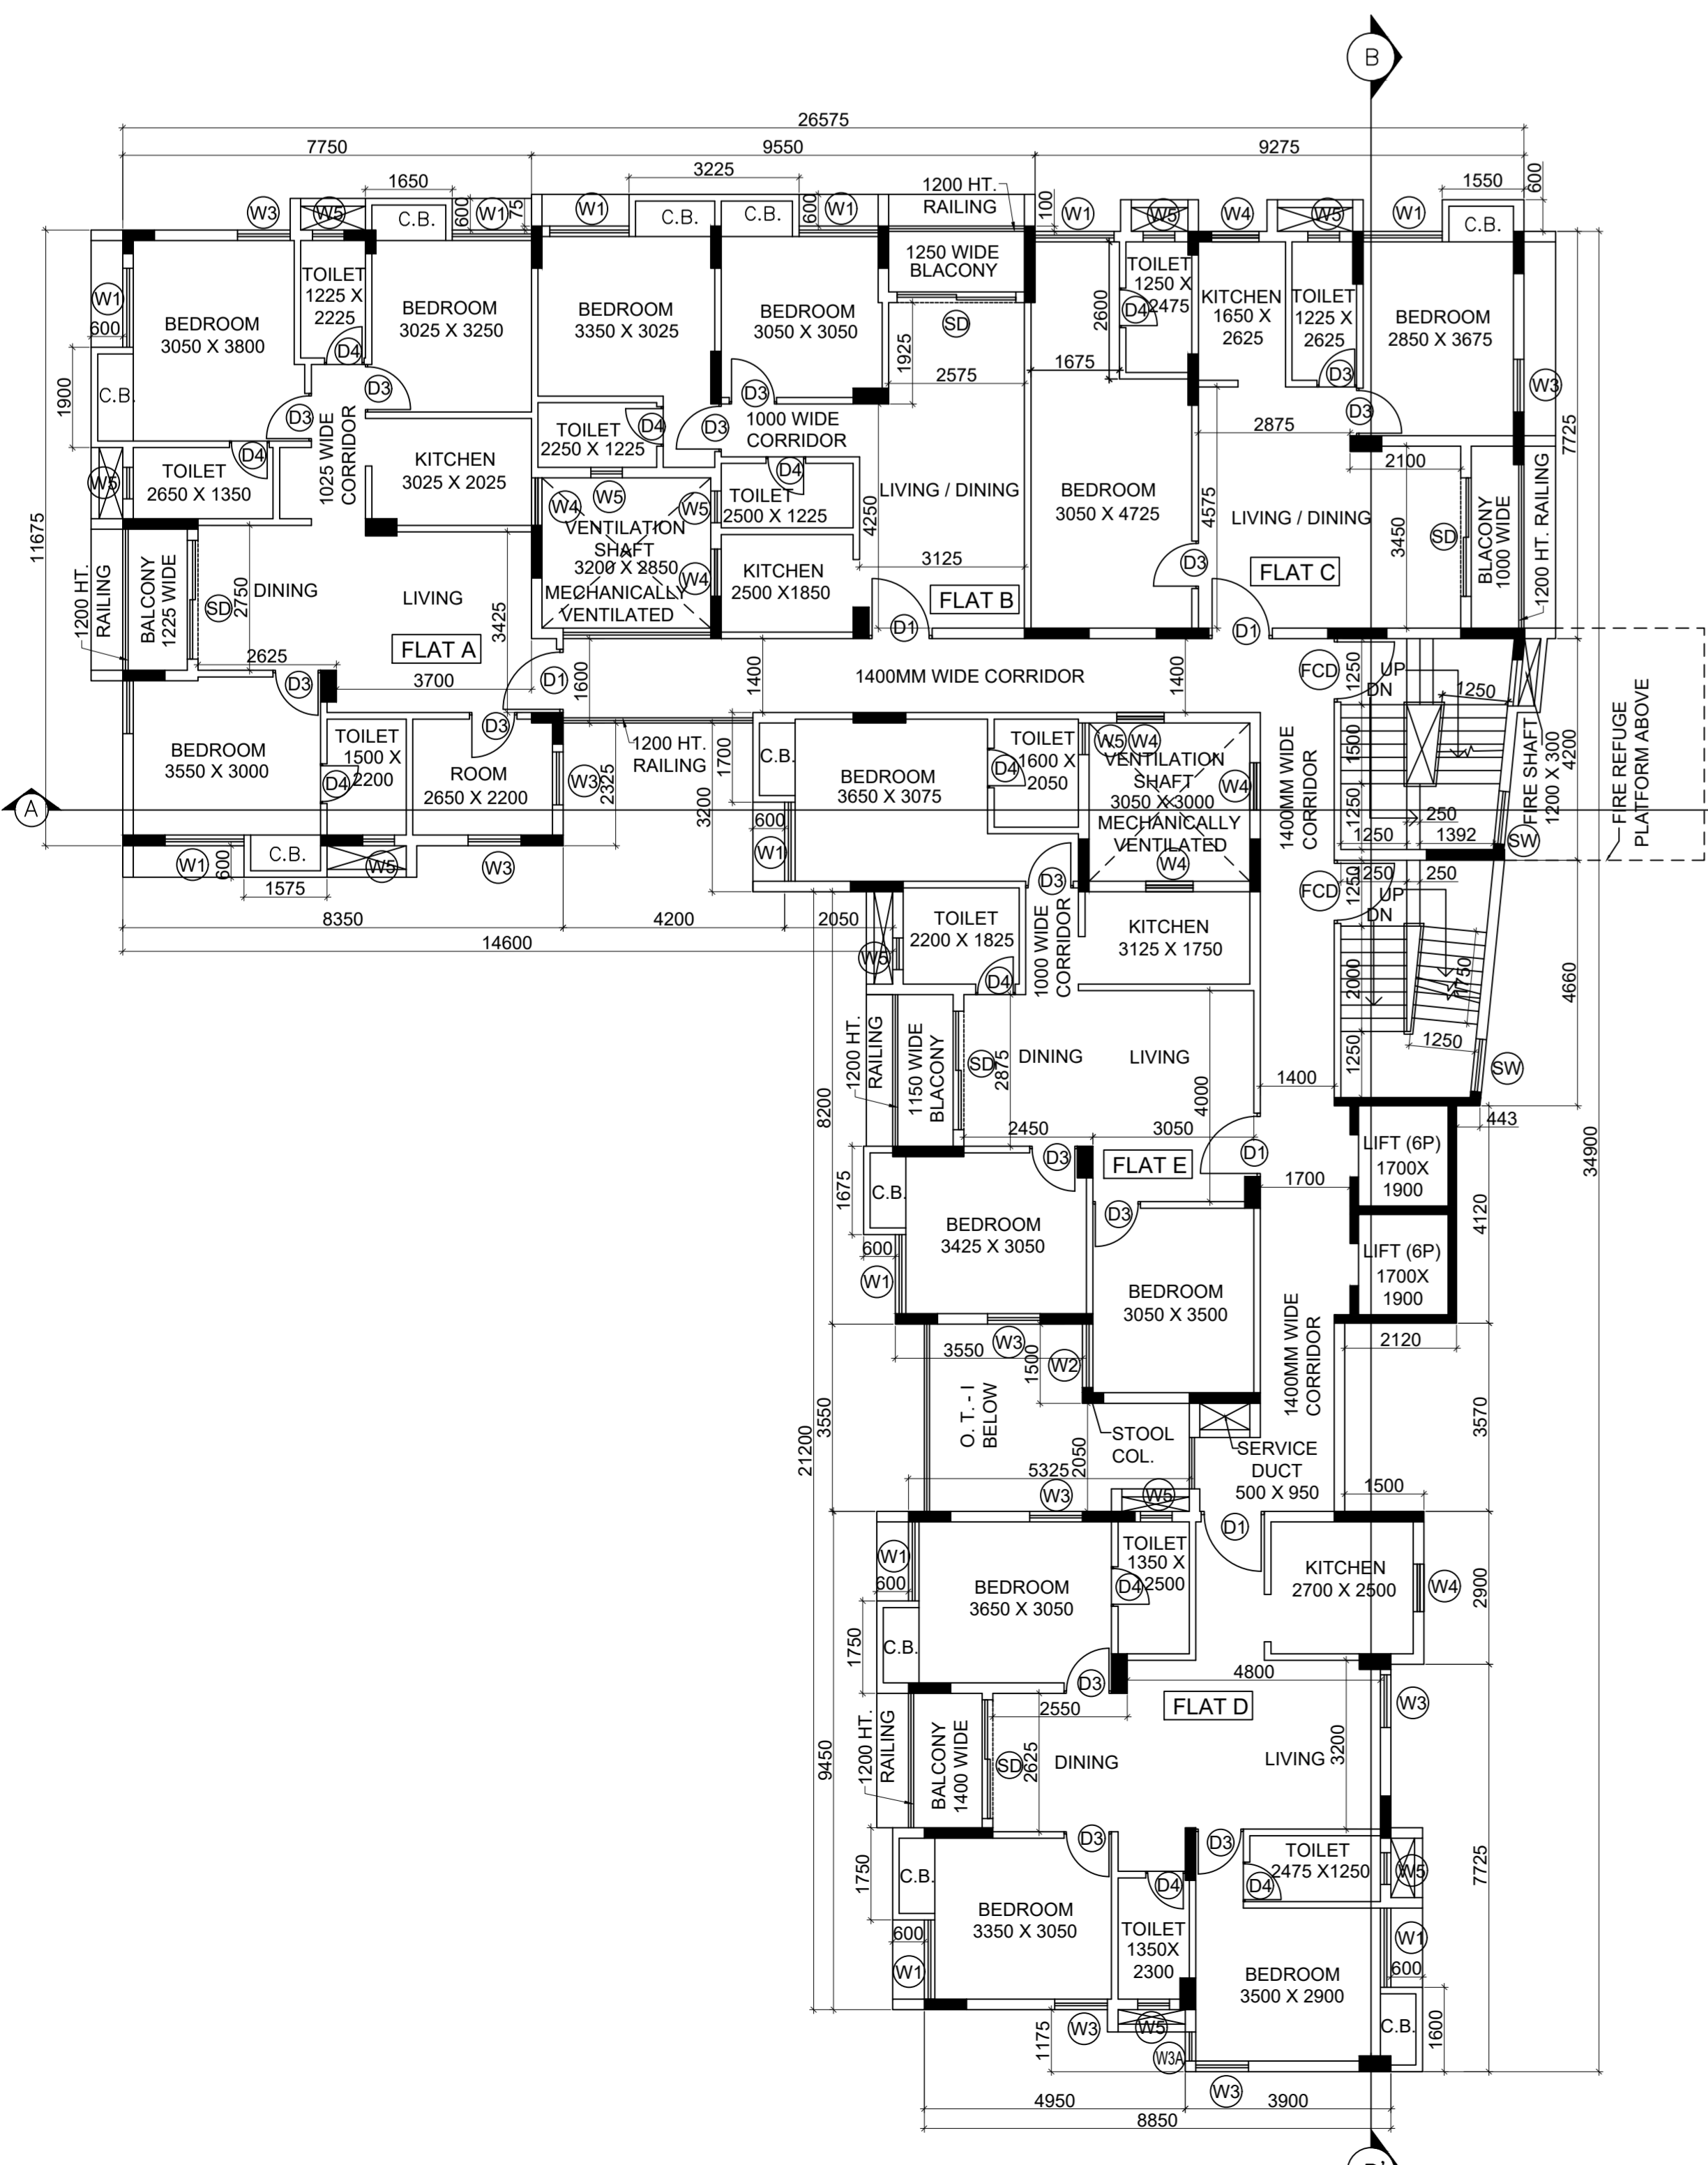 B
26575
7750
9550
9275
3225
1650
1550
600
1200 HT.
RAILING
W3
W5
C.B.
600
W1
75
W1
C.B.
C.B.
600
W1
100
W1
W5
W4
W5
W1
C.B.
TOILET
1225 X
2225
BEDROOM
3050 X 3800
BEDROOM
3025 X 3250
BEDROOM
3350 X 3025
BEDROOM
3050 X 3050
1250 WIDE
BLACONY
SD
1925
2575
TOILET
1250 X
2475
D4
2600
1675
KITCHEN
1650 X
2625
TOILET
1225 X
2625
BEDROOM
2850 X 3675
W1
600
1900
C.B.
D4
D3
D3
D3
D3
D3
D3
W3
1025 WIDE
CORRIDOR
TOILET
2250 X 1225
D4
1000 WIDE
CORRIDOR
2875
2100
7725
11675
W5
TOILET
2650 X 1350
D4
KITCHEN
3025 X 2025
W4
W5
W5
VENTILATION
SHAFT
3200 X 2850
MECHANICALLY
VENTILATED
W4
D4
TOILET
2500 X 1225
KITCHEN
2500 X1850
4250
LIVING / DINING
3125
FLAT B
D1
BEDROOM
3050 X 4725
D3
4575
LIVING / DINING
FLAT C
D1
3450
SD
BLACONY
1000 WIDE
1200 HT. RAILING
1200 HT.
RAILING
BALCONY
1225 WIDE
SD
2750
DINING
LIVING
3425
FLAT A
2625
3700
D3
D1
1600
1400
1400MM WIDE CORRIDOR
1400
FCD
1250
UP
DN
1250
D3
BEDROOM
3550 X 3000
TOILET
1500 X
2200
D4
ROOM
2650 X 2200
W3
2325
1200 HT.
RAILING
3200
1700
C.B.
BEDROOM
3650 X 3075
TOILET
1600 X
2050
D4
W5
W4
VENTILATION
SHAFT
3050 X 3000
MECHANICALLY
VENTILATED
W4
W4
1400MM WIDE
CORRIDOR
1500
1250
250
1250
1392
SW
FIRE SHAFT
1200 X 300
4200
FIRE REFUGE
PLATFORM ABOVE
A
W1
600
C.B.
1575
W5
W3
600
W1
D3
FCD
1250
1250
250
UP
DN
8350
4200
2050
14600
TOILET
2200 X 1825
W5
D4
1000 WIDE
CORRIDOR
KITCHEN
3125 X 1750
2000
1750
1250
1250
4660
SW
1200 HT.
RAILING
1150 WIDE
BLACONY
SD
2875
DINING
LIVING
4000
1400
2450
3050
D3
FLAT E
D1
8200
443
LIFT (6P)
1700X
1900
1700
4120
34900
1675
C.B.
BEDROOM
3425 X 3050
D3
600
W1
BEDROOM
3050 X 3500
LIFT (6P)
1700X
1900
1400MM WIDE
CORRIDOR
2120
3550
W3
1500
W2
O. T. - I
BELOW
3550
21200
STOOL
COL.
2050
SERVICE
DUCT
500 X 950
3570
5325
W3
W5
1500
D1
W1
600
BEDROOM
3650 X 3050
TOILET
1350 X
2500
D4
KITCHEN
2700 X 2500
W4
2900
1750
C.B.
D3
4800
2550
FLAT D
W3
1200 HT.
RAILING
BALCONY
1400 WIDE
SD
2625
DINING
LIVING
3200
9450
D3
D3
TOILET
2475 X1250
D4
W5
7725
1750
C.B.
BEDROOM
3350 X 3050
D4
TOILET
1350X
2300
600
W1
BEDROOM
3500 X 2900
W1
600
C.B.
1600
W3
W5
1175
W3A
W3
4950
3900
8850